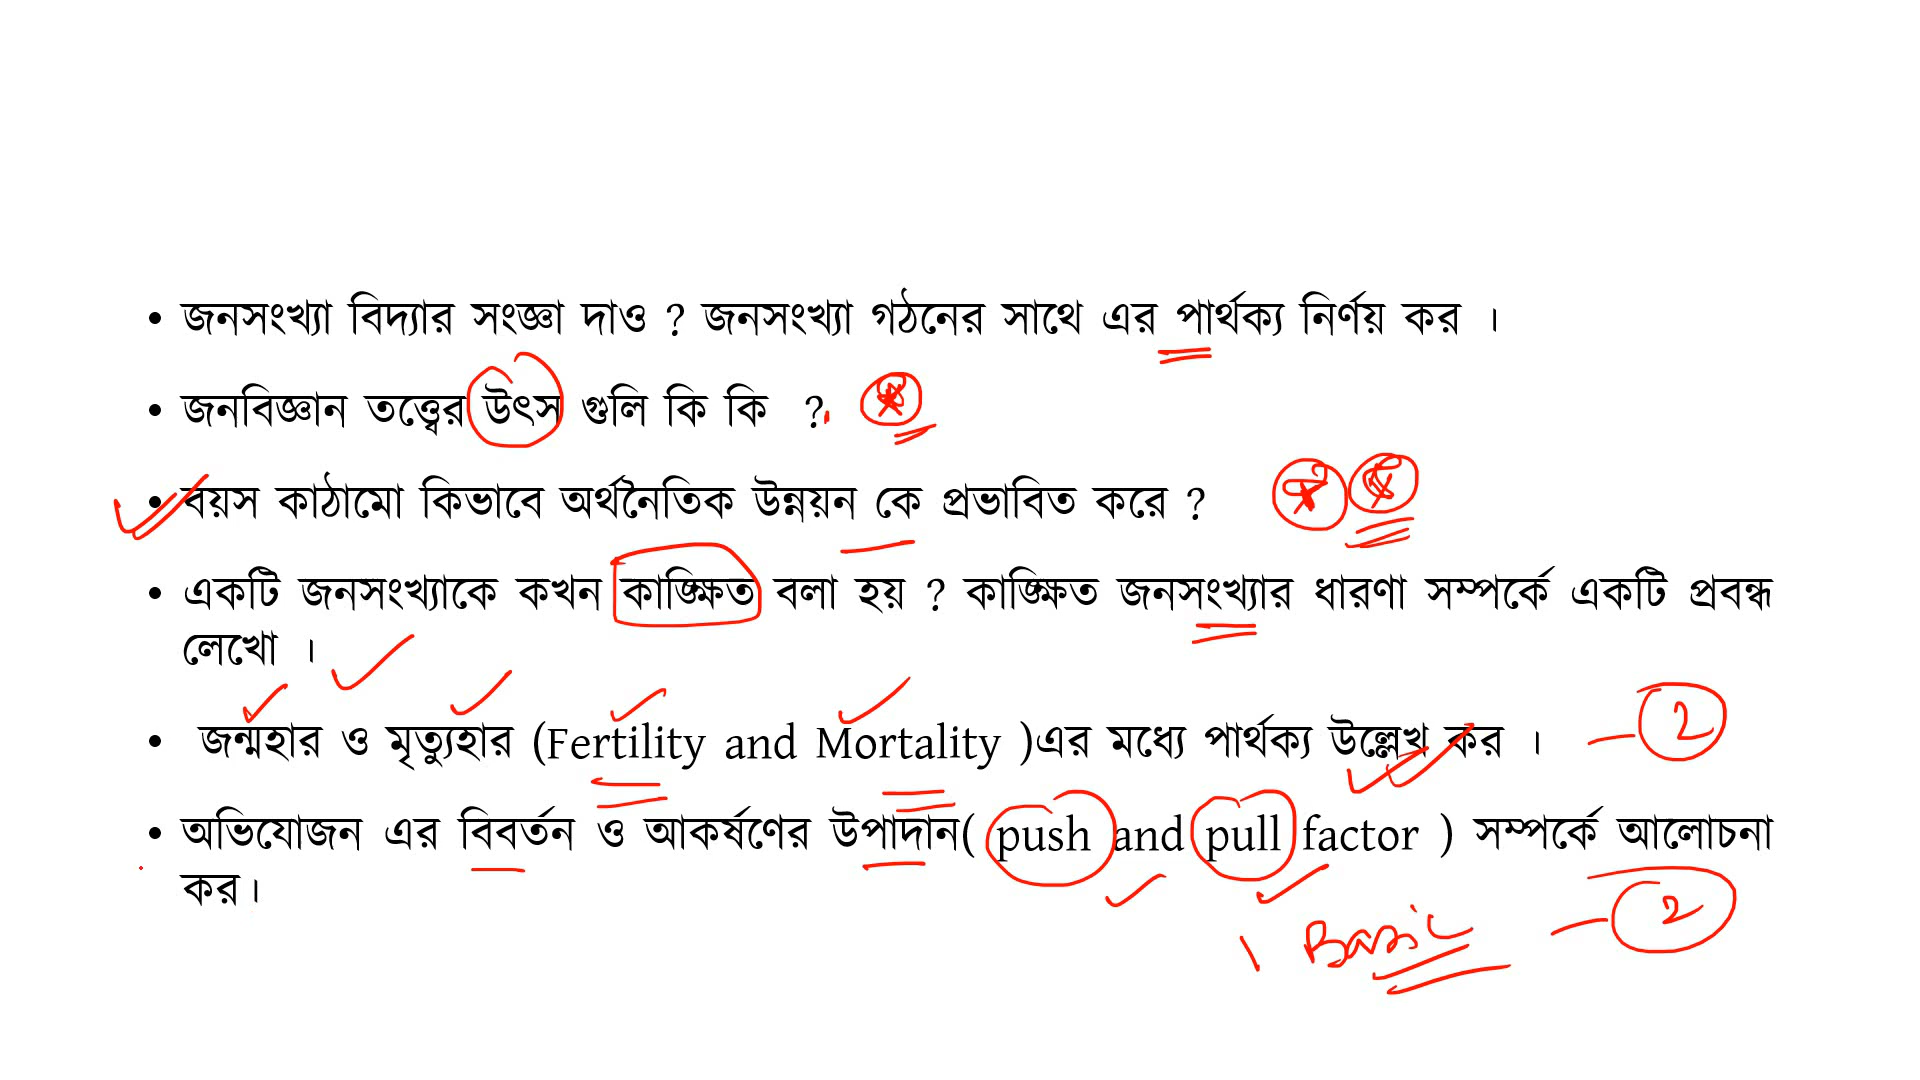 • জনসংখ্যা বিদ্যার সংজ্ঞা দাও ? জনসংখ্যা গঠনের সাথে এর পার্থক্য নির্ণয় কর ।
• জনবিজ্ঞান তত্ত্বের উৎস গুলি কি কি ?
• বয়স কাঠামো কিভাবে অর্থনৈতিক উন্নয়ন কে প্রভাবিত করে ?
• একটি জনসংখ্যাকে কখন কাঙ্ক্ষিত বলা হয় ? কাঙ্ক্ষিত জনসংখ্যার ধারণা সম্পর্কে একটি প্রবন্ধ
লেখো ।
• জন্মহার ও মৃত্যুহার (Fertility and Mortality )এর মধ্যে পার্থক্য উল্লেখ কর । – 2
• অভিযোজন এর বিবর্তন ও আকর্ষণের উপাদান( push and pull factor ) সম্পর্কে আলোচনা
কর।
\ Basic – 2